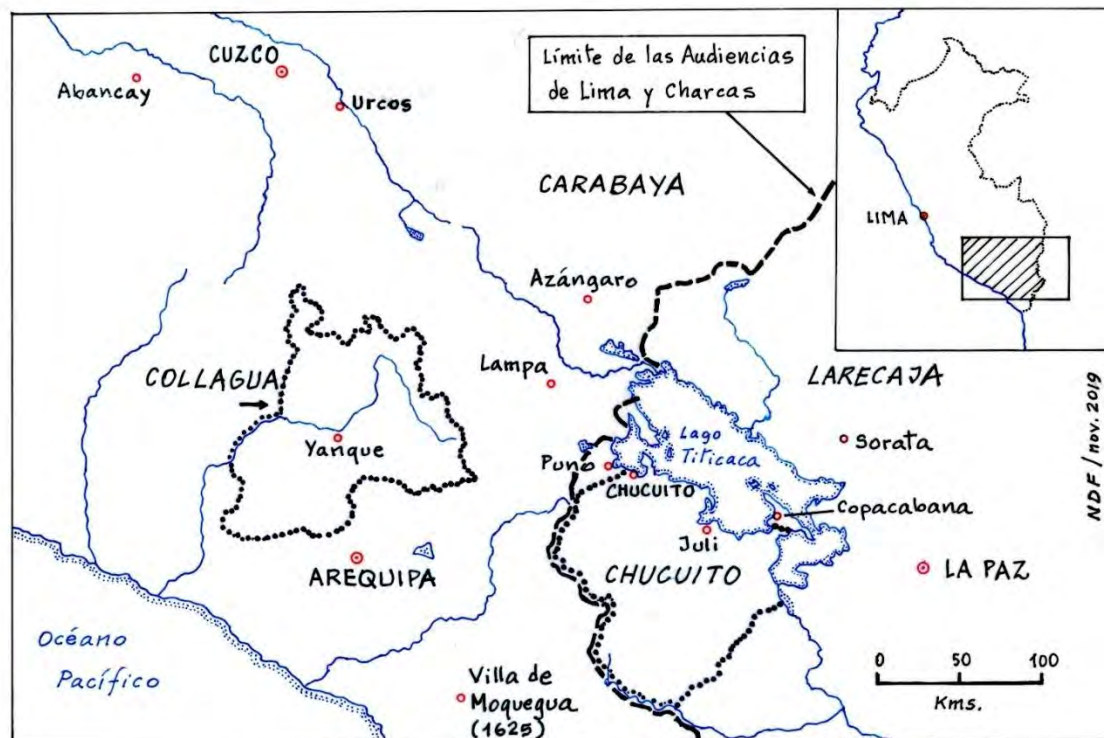 CUZCO
Abancay
Urcos
Límite de las Audiencias
de Lima y Charcas
LIMA
CARABAYA
Azángaro
COLLAGUA
Lampa
LARECAJA
Yanque
Lago
Titicaca
Sorata
Puno
CHUCUITO
Copacabana
Juli
AREQUIPA
CHUCUITO
LA PAZ
Océano
Pacífico
Villa de
Moquegua
(1625)
0 50 100
Kms.
NDF/nov.2019